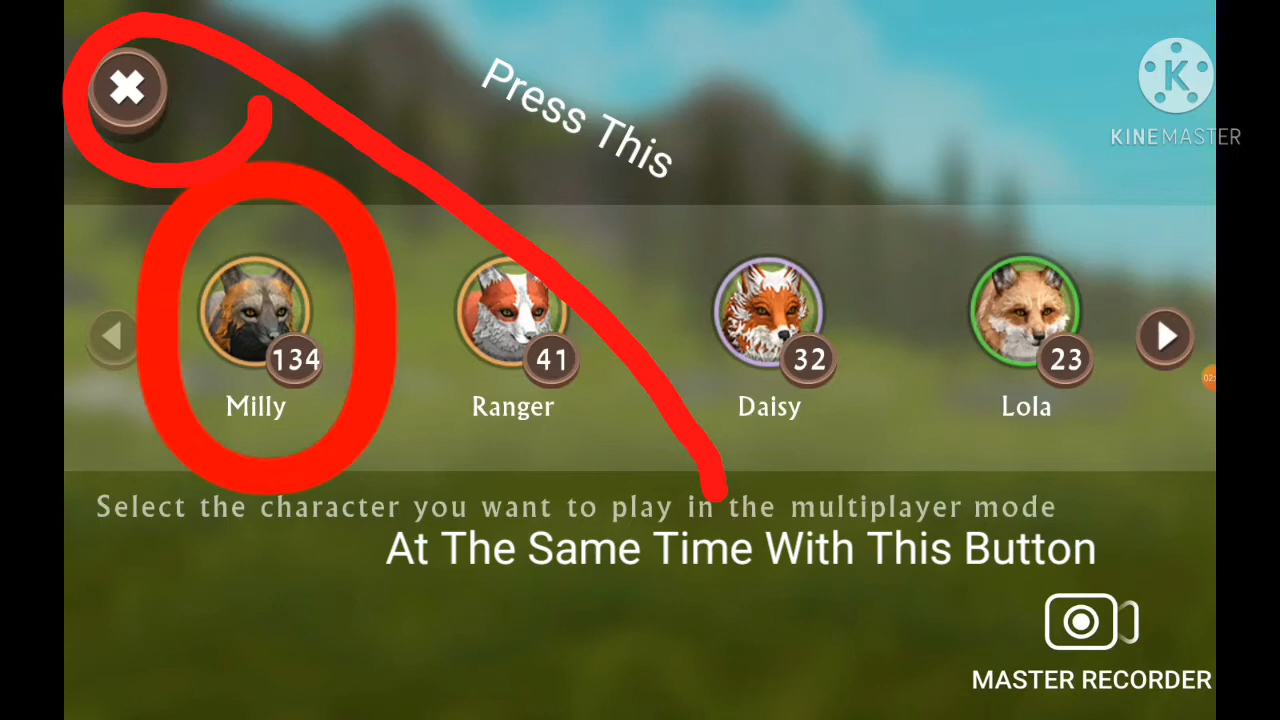 Press This
KINEMASTER
134
41
32
23
Milly
Ranger
Daisy
Lola
Select the character you want to play in the multiplayer mode
At The Same Time With This Button
MASTER RECORDER